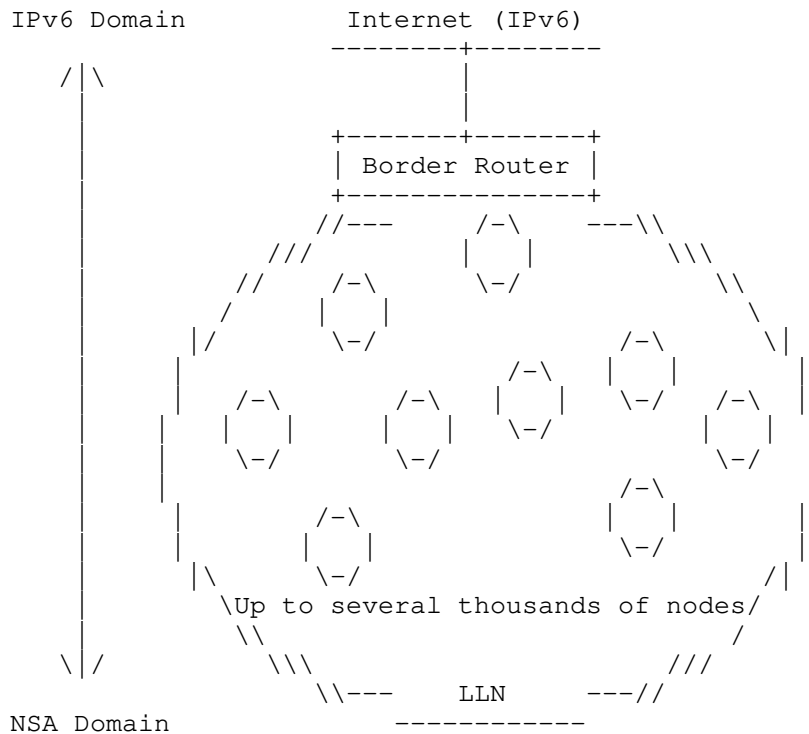 IPv6 Domain Internet (IPv6)
Border Router
Up to several thousands of nodes
LLN
NSA Domain